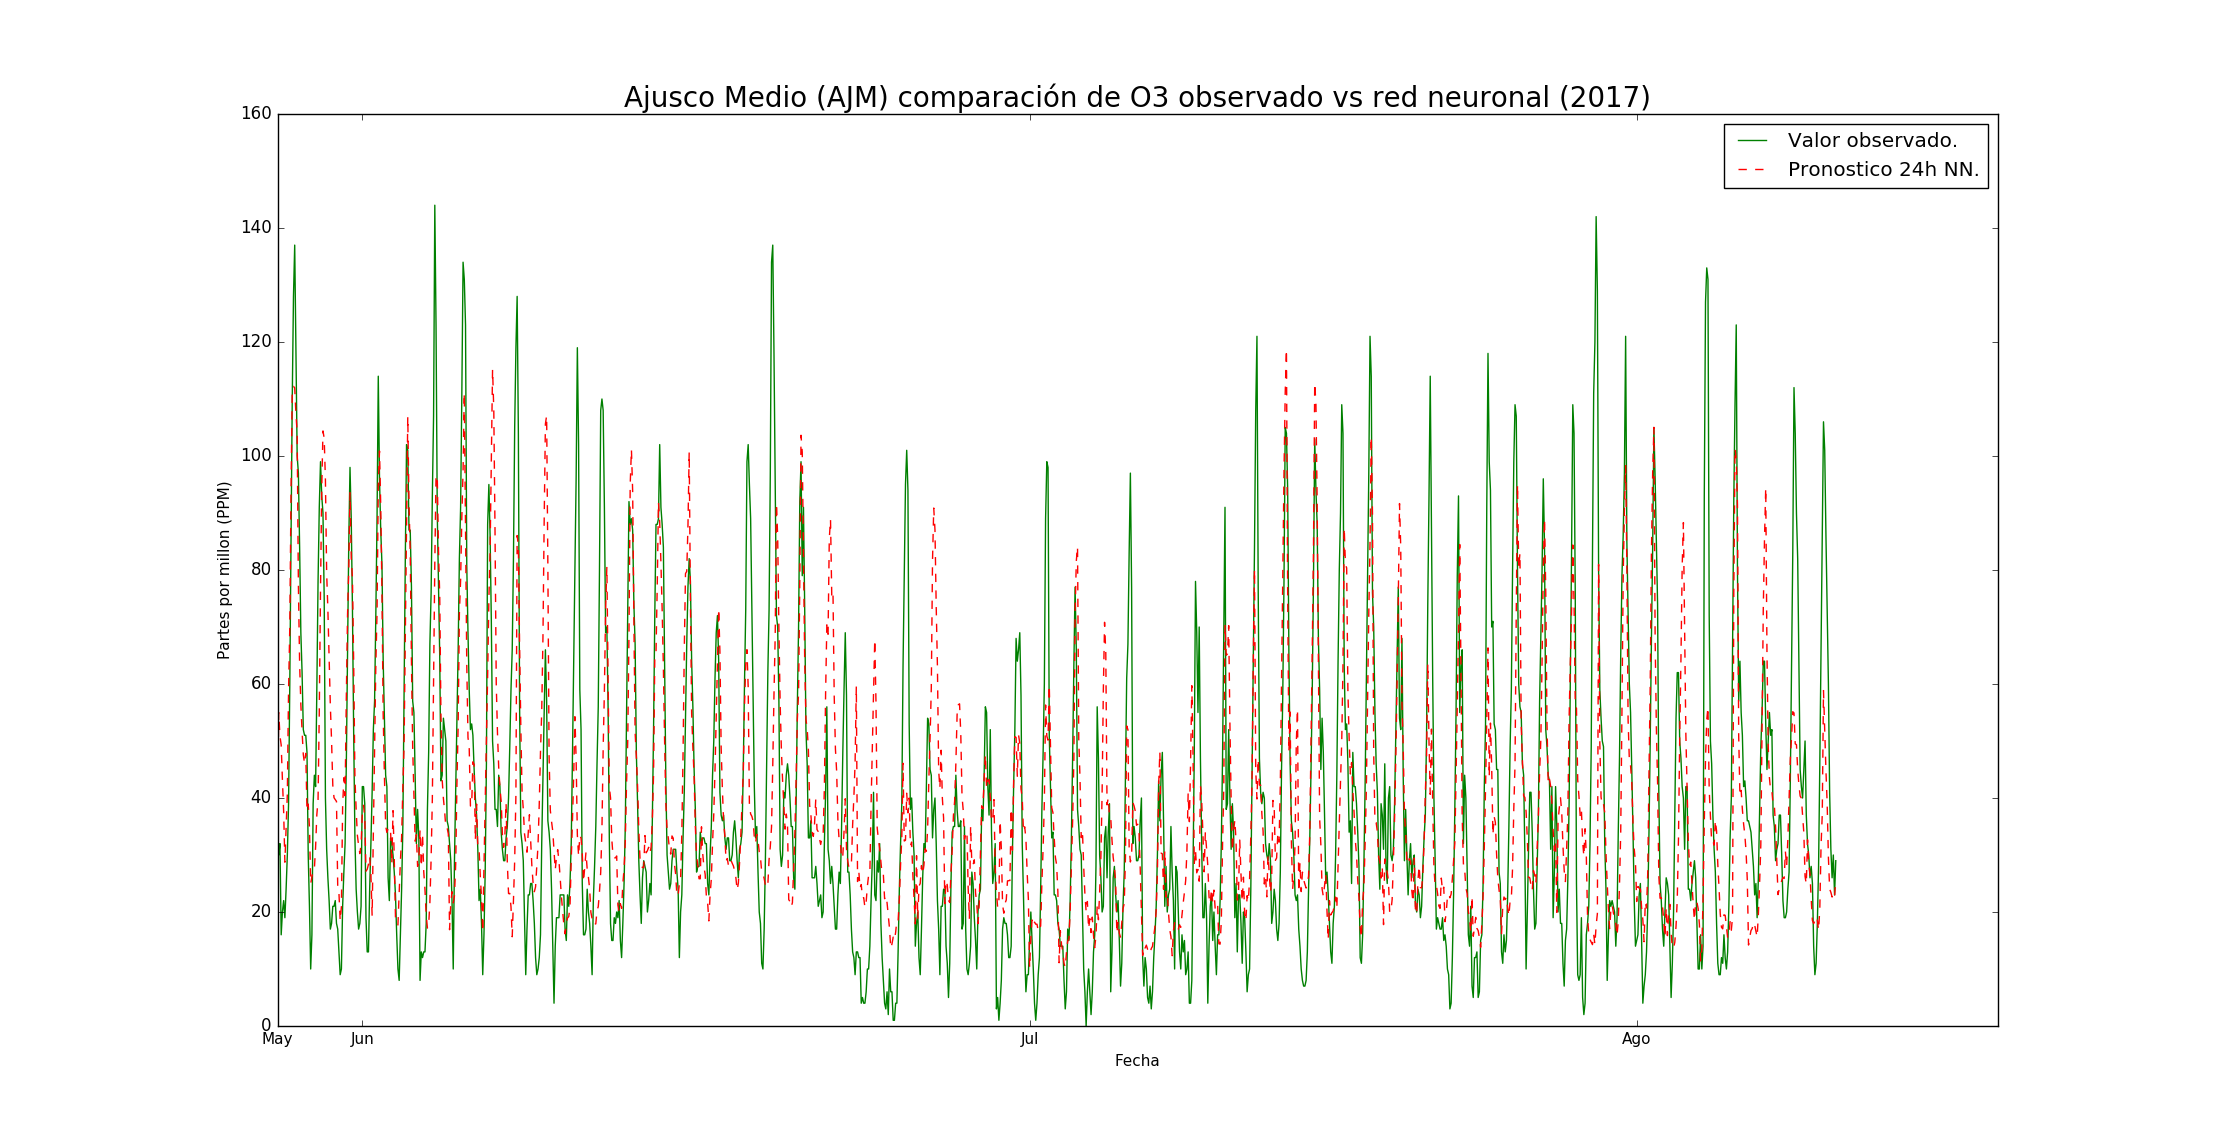 Ajusco Medio (AJM) comparación de O3 observado vs red neuronal (2017)
160
140
120
100
80
60
40
20
0
Partes por millon (PPM)
Valor observado.
Pronostico 24h NN.
May
Jun
Jul
Ago
Fecha